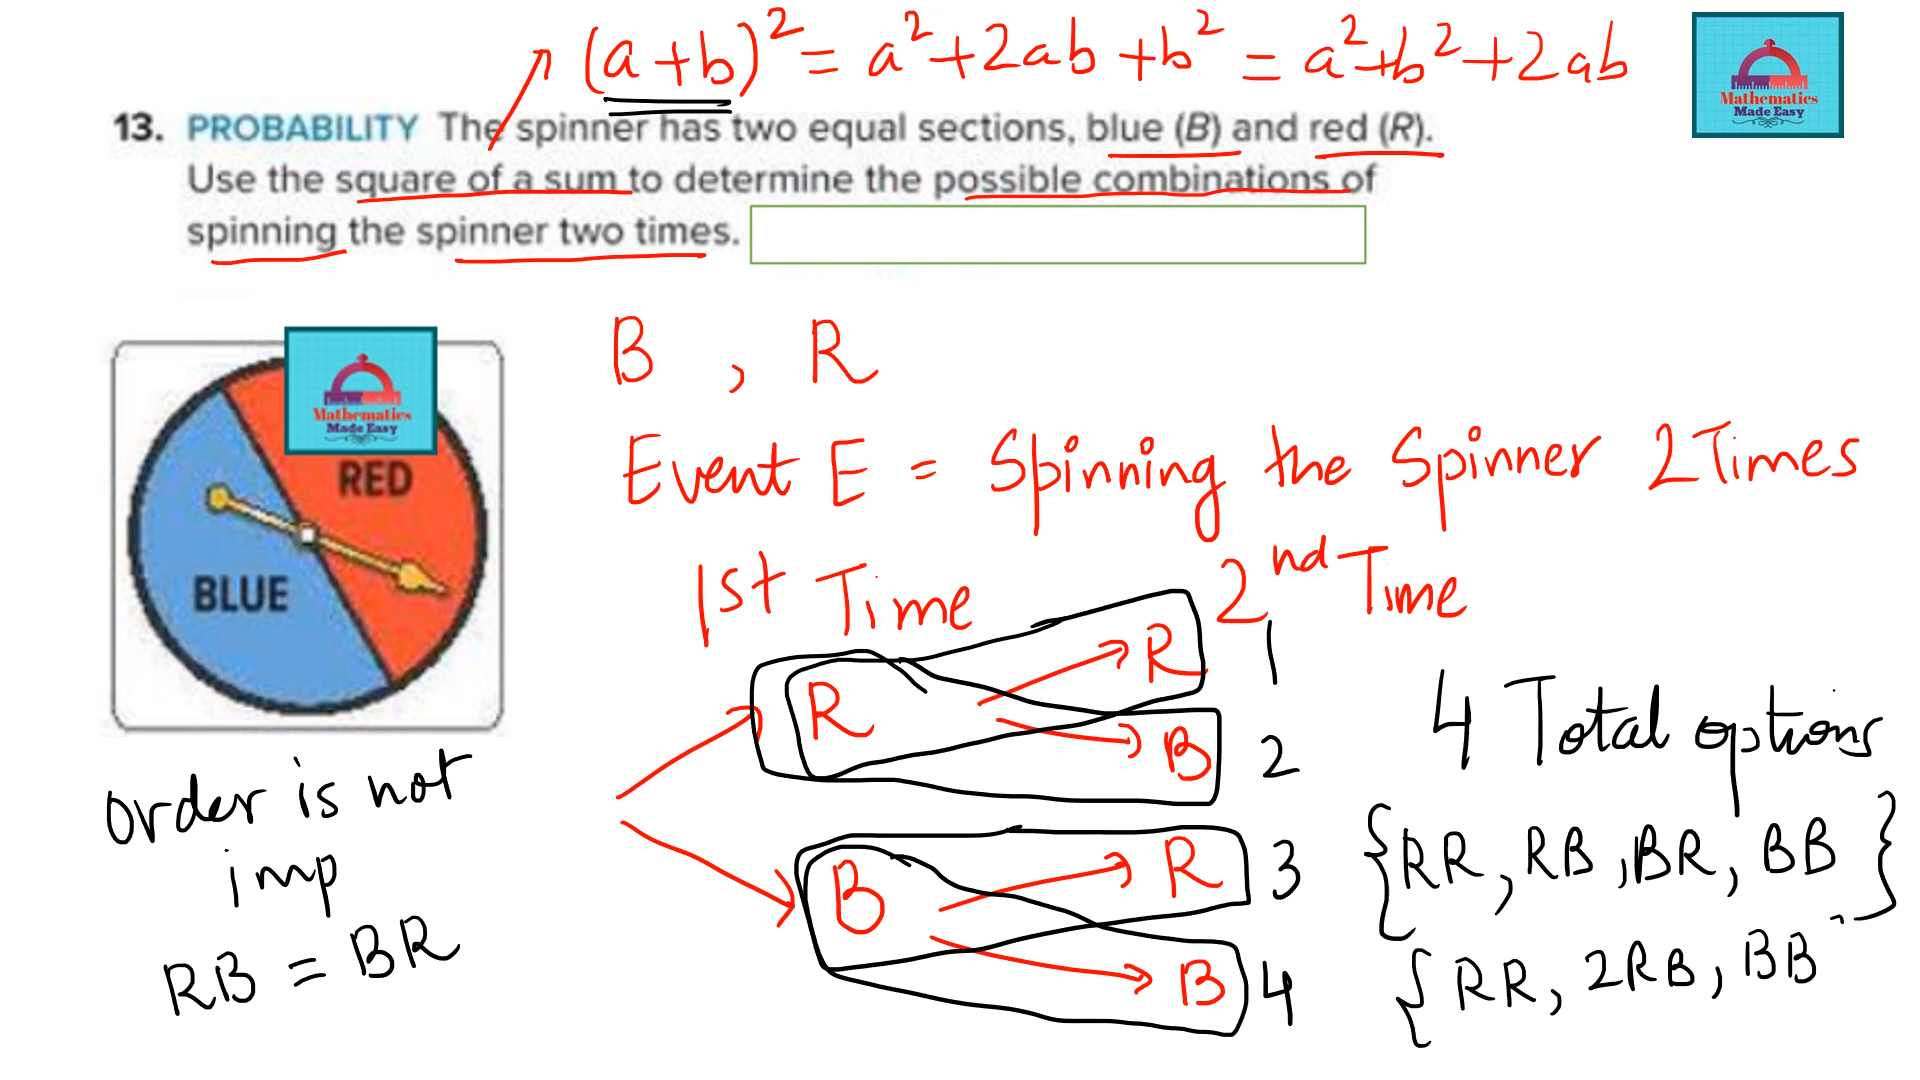 (a+b)² = a²+2ab+b² = a²+b²+2ab
Mathematics
Made Easy
13. PROBABILITY The spinner has two equal sections, blue (B) and red (R).
Use the square of a sum to determine the possible combinations of
spinning the spinner two times.
B , R
Mathematics
Made Easy
RED
BLUE
Event E = Spinning the Spinner 2 Times
1st Time 2nd Time
R R 1
B 2
B R 3
B 4
4 Total options
{RR, RB, BR, BB}
{RR, 2RB, BB
order is not
imp
RB = BR